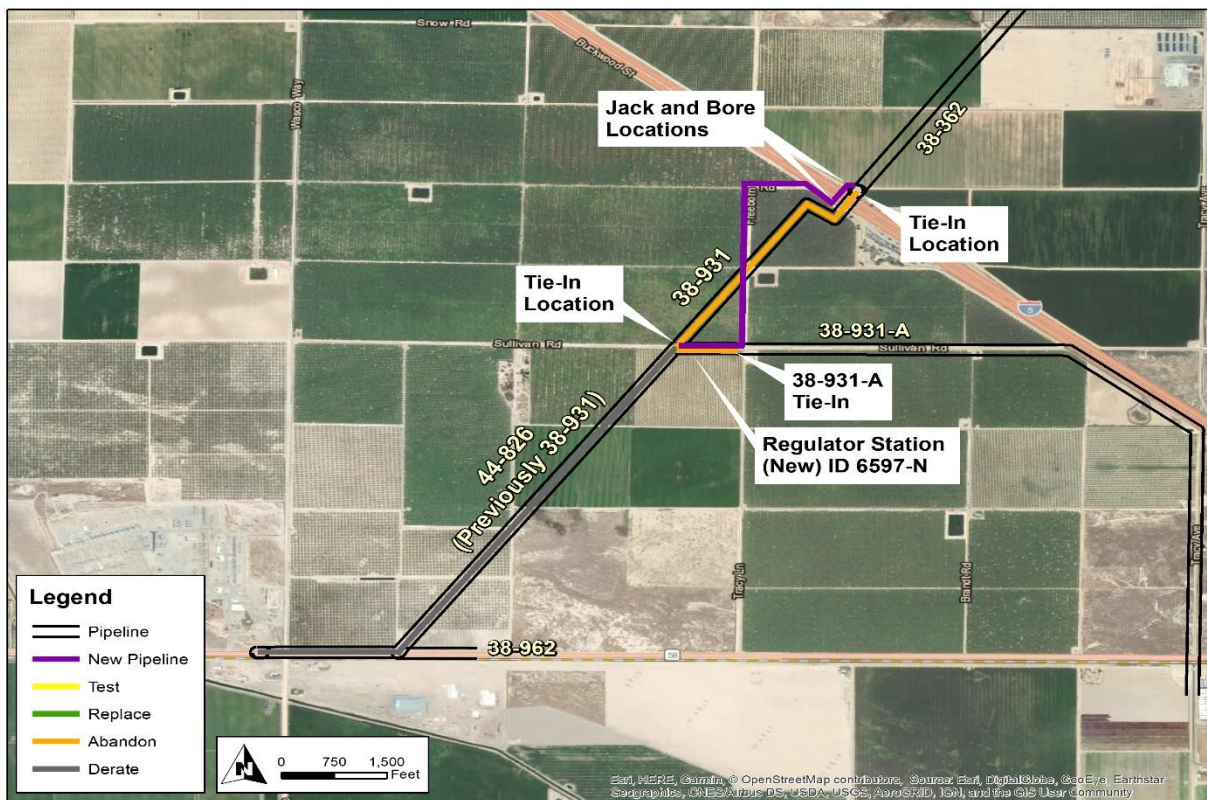 Snow Rd
Buckwood St
Wasco Way
Jack and Bore
Locations
38-362
Freeborn Rd
Tie-In
Location
Tracy Ave
38-931
Tie-In
Location
5
38-931-A
Sullivan Rd
Sullivan Rd
38-931-A
Tie-In
Regulator Station
(New) ID 6597-N
44-826
(Previously 38-931)
Tracy Ln
Brandt Rd
Tracy Ave
38-962
58
Legend
Pipeline
New Pipeline
Test
Replace
Abandon
Derate
N
0 750 1,500
Feet
Esri, HERE, Garmin, © OpenStreetMap contributors, Source: Esri, DigitalGlobe, GeoEye, Earthstar
Geographics, CNES/Airbus DS, USDA, USGS, AeroGRID, IGN, and the GIS User Community